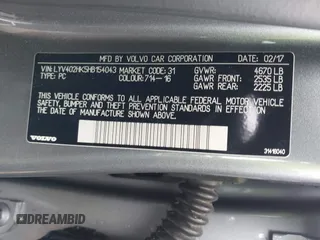 MFD. BY VOLVO CAR CORPORATION DATE: 02/17
VIN: LYV402HK5HB154043 MARKET CODE: 31 GVWR: 4670 LB
TYPE: PC COLOUR: 714-16 GAWR FRONT: 2535 LB
GAWR REAR: 2225 LB
THIS VEHICLE CONFORMS TO ALL APPLICABLE FEDERAL MOTOR VEHICLE
SAFETY, BUMPER, AND THEFT PREVENTION STANDARDS IN EFFECT ON THE
DATE OF MANUFACTURE SHOWN ABOVE.
VOLVO
31416040
DREAMBID